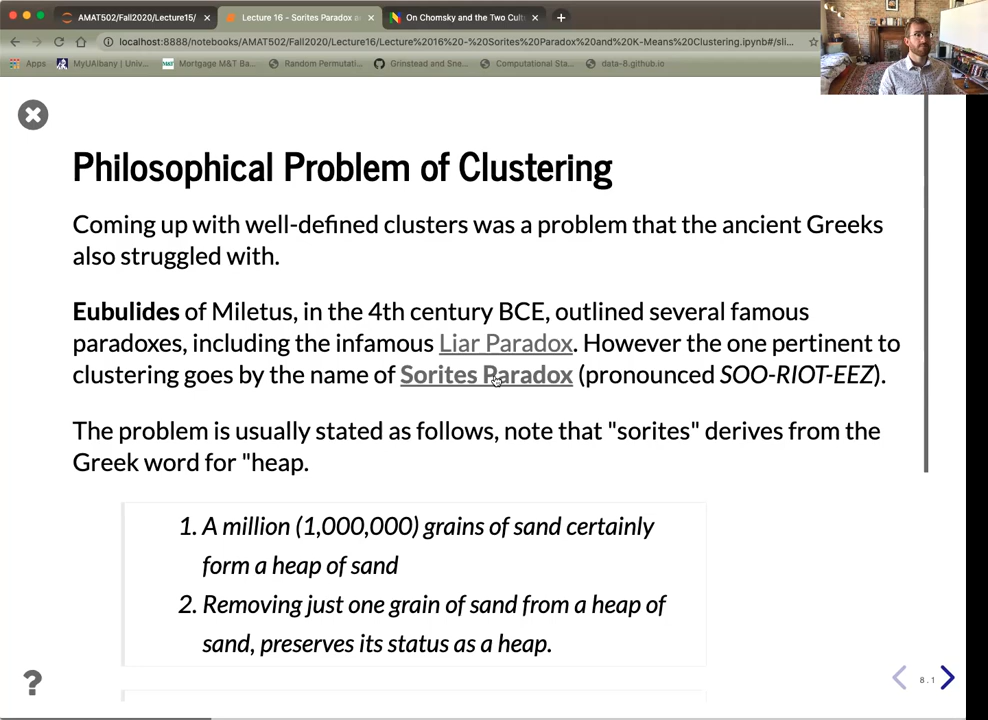 AMAT502/Fall2020/Lecture15/
Lecture 16 - Sorites Paradox a
On Chomsky and the Two Cult
localhost:8888/notebooks/AMAT502/Fall2020/Lecture16/Lecture%2016%20-%20Sorites%20Paradox%20and%20K-Means%20Clustering.ipynb#/sli...
Apps
MyUAlbany | Univ...
Mortgage M&T Ba...
Random Permutati...
Grinstead and Sne...
Computational Sta...
data-8.github.io
Philosophical Problem of Clustering
Coming up with well-defined clusters was a problem that the ancient Greeks
also struggled with.
Eubulides of Miletus, in the 4th century BCE, outlined several famous
paradoxes, including the infamous Liar Paradox. However the one pertinent to
clustering goes by the name of Sorites Paradox (pronounced SOO-RIOT-EEZ).
The problem is usually stated as follows, note that "sorites" derives from the
Greek word for "heap.
1. A million (1,000,000) grains of sand certainly
form a heap of sand
2. Removing just one grain of sand from a heap of
sand, preserves its status as a heap.
?
8.1